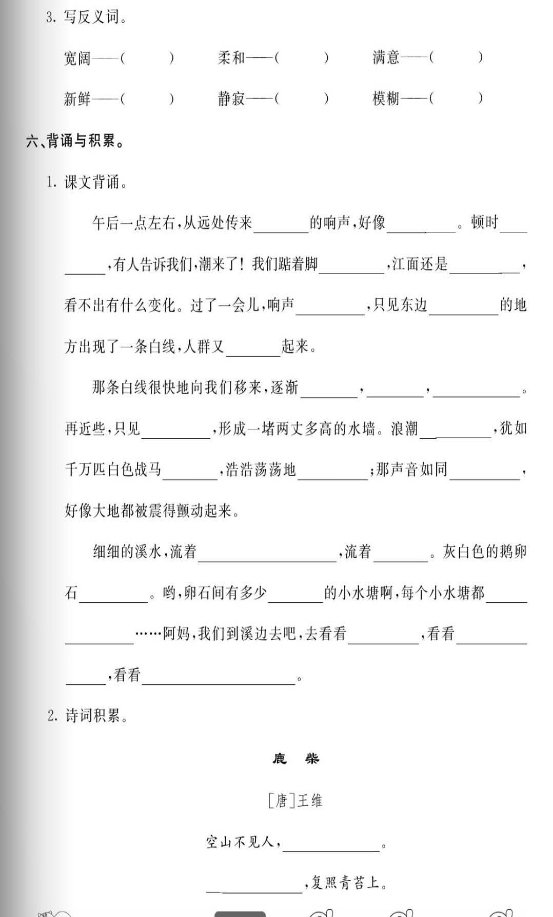 3. 写反义词。
宽阔——(　　　)　　柔和——(　　　)　　满意——(　　　)
新鲜——(　　　)　　静寂——(　　　)　　模糊——(　　　)
六、背诵与积累。
1. 课文背诵。
午后一点左右,从远处传来______的响声,好像______。顿时____
______,有人告诉我们,潮来了！我们踮着脚______,江面还是______,
看不出有什么变化。过了一会儿,响声______,只见东边______的地
方出现了一条白线,人群又______起来。
那条白线很快地向我们移来,逐渐______,______,______。
再近些,只见______,形成一堵两丈多高的水墙。浪潮______,犹如
千万匹白色战马______,浩浩荡荡地______;那声音如同______,
好像大地都被震得颤动起来。
细细的溪水,流着______,流着______。灰白色的鹅卵
石______。哟,卵石间有多少______的小水塘啊,每个小水塘都____
______……阿妈,我们到溪边去吧,去看看______,看看______
______,看看______。
2. 诗词积累。
鹿 柴
[唐]王维
空山不见人,______。
______,复照青苔上。